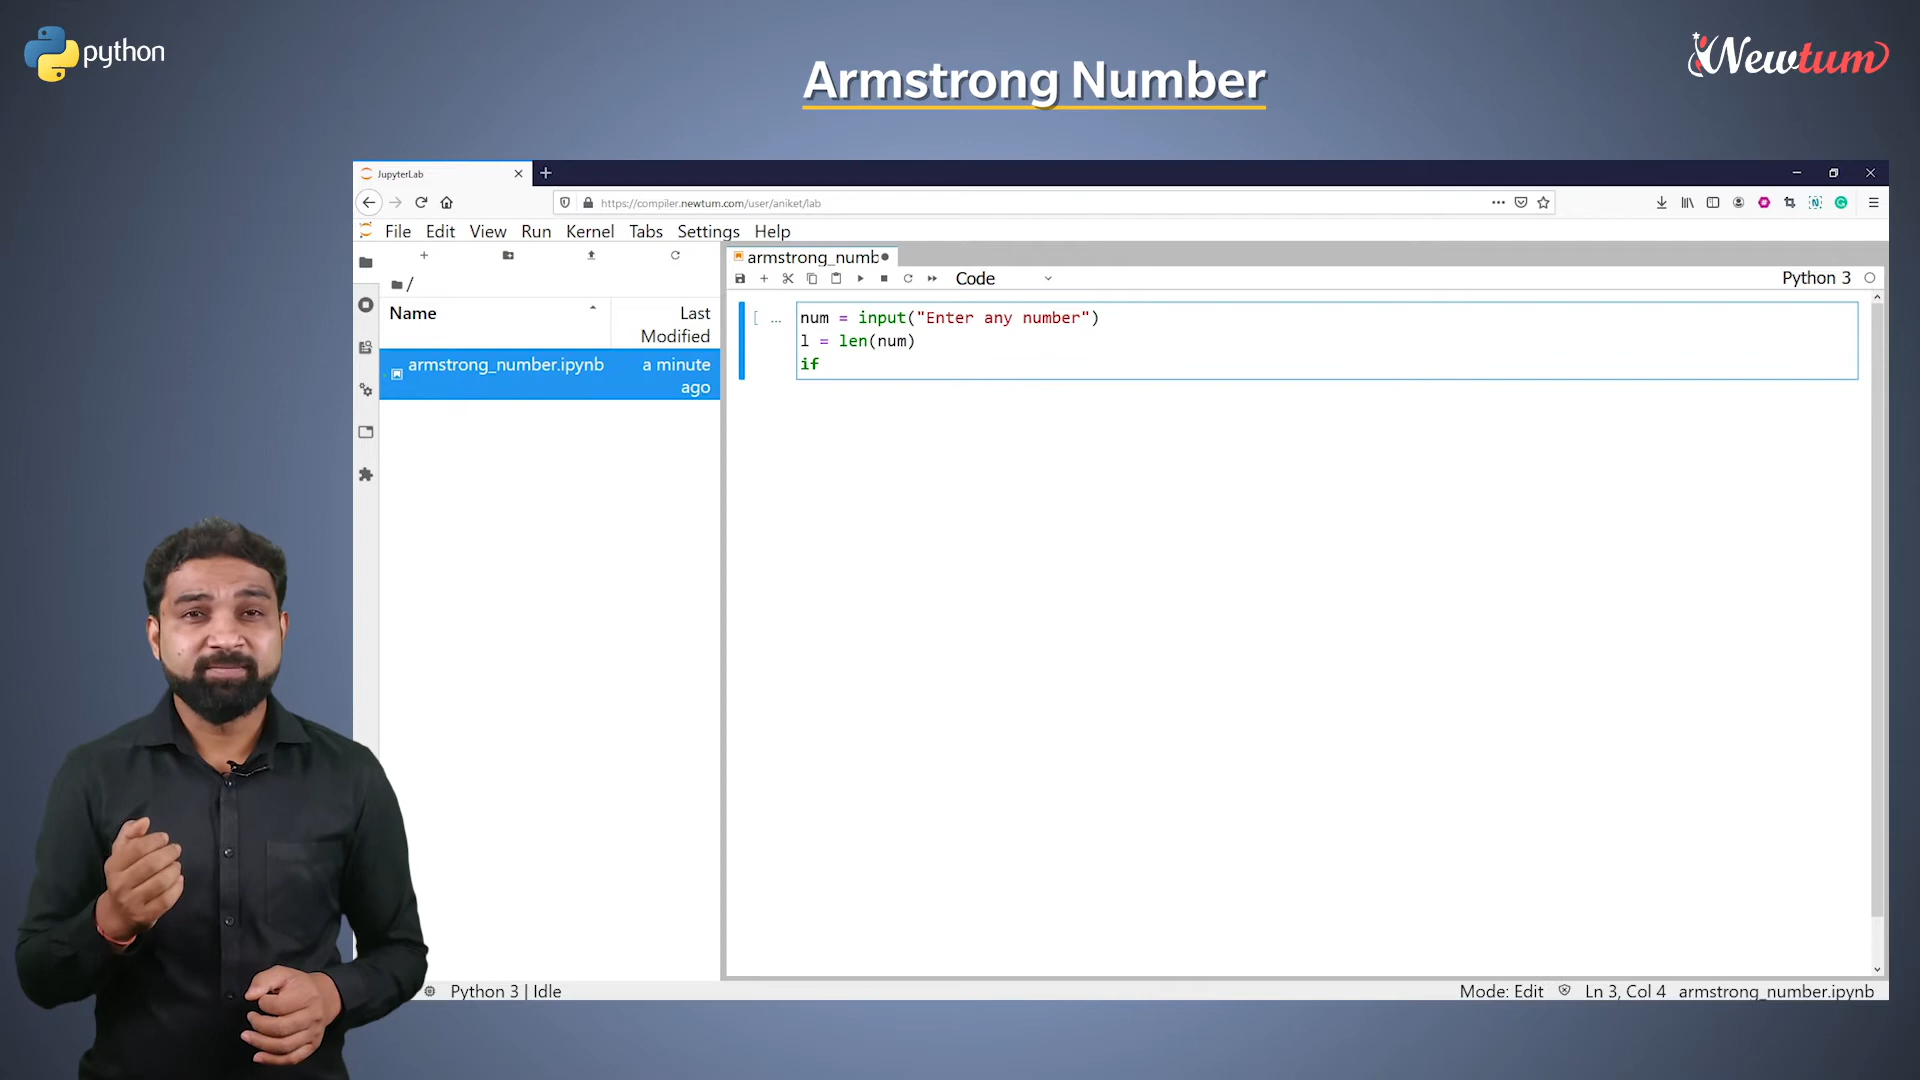 python
Newtum
Armstrong Number
JupyterLab
https://compiler.newtum.com/user/aniket/lab
File Edit View Run Kernel Tabs Settings Help
armstrong_numb
/
Code
Python 3
Name
Last Modified
armstrong_number.ipynb
a minute ago
[ ...
num = input("Enter any number")
l = len(num)
if
Python 3 | Idle
Mode: Edit
Ln 3, Col 4
armstrong_number.ipynb